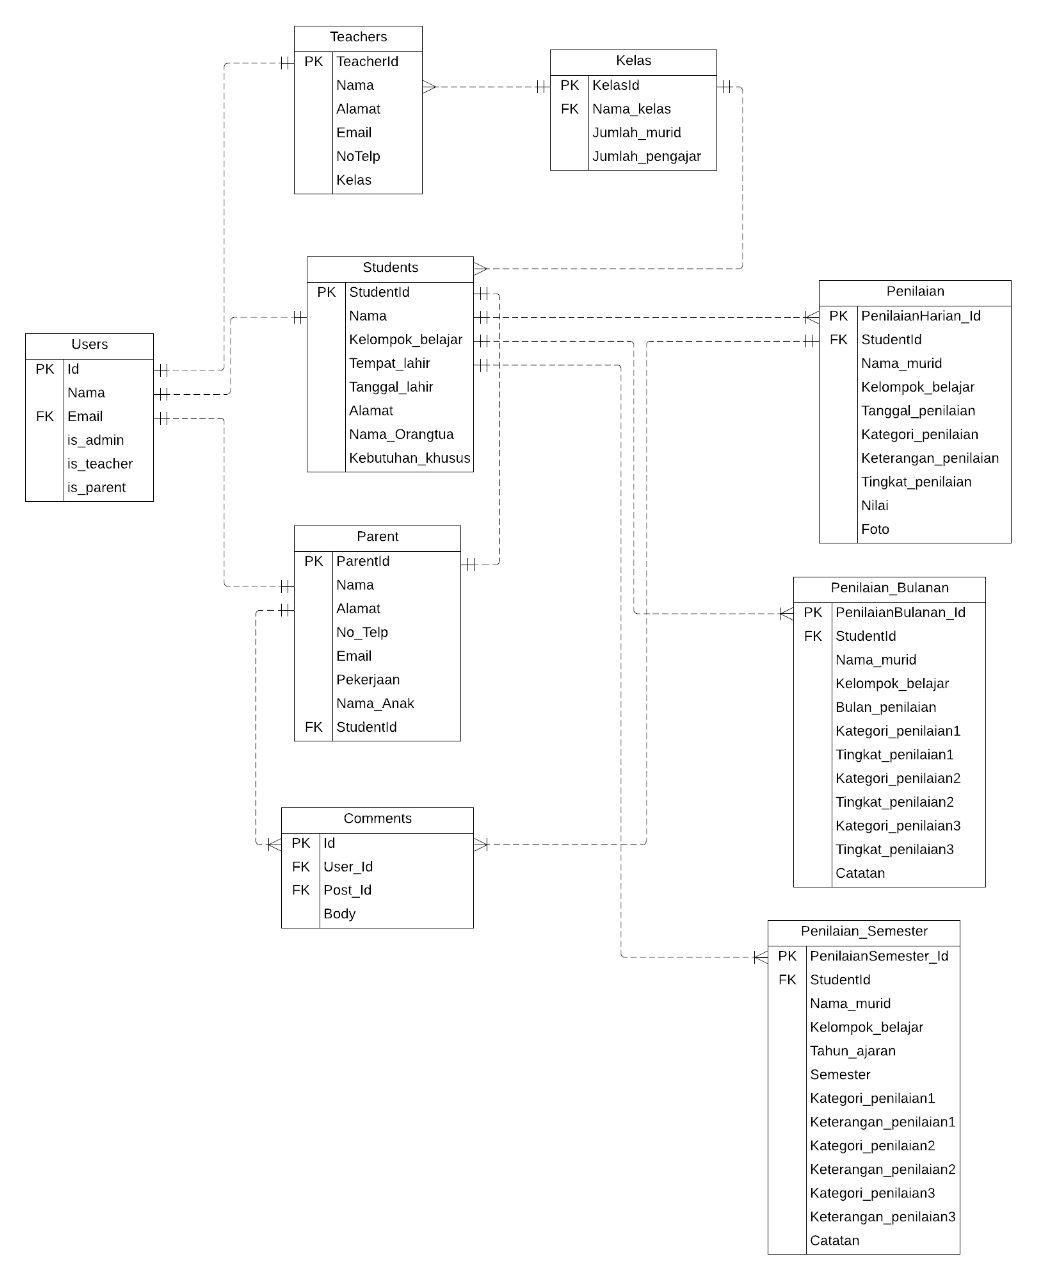 Teachers
PK TeacherId
Nama
Alamat
Email
NoTelp
Kelas
Kelas
PK KelasId
FK Nama_kelas
Jumlah_murid
Jumlah_pengajar
Students
PK StudentId
Nama
Kelompok_belajar
Tempat_lahir
Tanggal_lahir
Alamat
Nama_Orangtua
Kebutuhan_khusus
Penilaian
PK PenilaianHarian_Id
FK StudentId
Nama_murid
Kelompok_belajar
Tanggal_penilaian
Kategori_penilaian
Keterangan_penilaian
Tingkat_penilaian
Nilai
Foto
Users
PK Id
Nama
FK Email
is_admin
is_teacher
is_parent
Parent
PK ParentId
Nama
Alamat
No_Telp
Email
Pekerjaan
Nama_Anak
FK StudentId
Penilaian_Bulanan
PK PenilaianBulanan_Id
FK StudentId
Nama_murid
Kelompok_belajar
Bulan_penilaian
Kategori_penilaian1
Tingkat_penilaian1
Kategori_penilaian2
Tingkat_penilaian2
Kategori_penilaian3
Tingkat_penilaian3
Catatan
Comments
PK Id
FK User_Id
FK Post_Id
Body
Penilaian_Semester
PK PenilaianSemester_Id
FK StudentId
Nama_murid
Kelompok_belajar
Tahun_ajaran
Semester
Kategori_penilaian1
Keterangan_penilaian1
Kategori_penilaian2
Keterangan_penilaian2
Kategori_penilaian3
Keterangan_penilaian3
Catatan